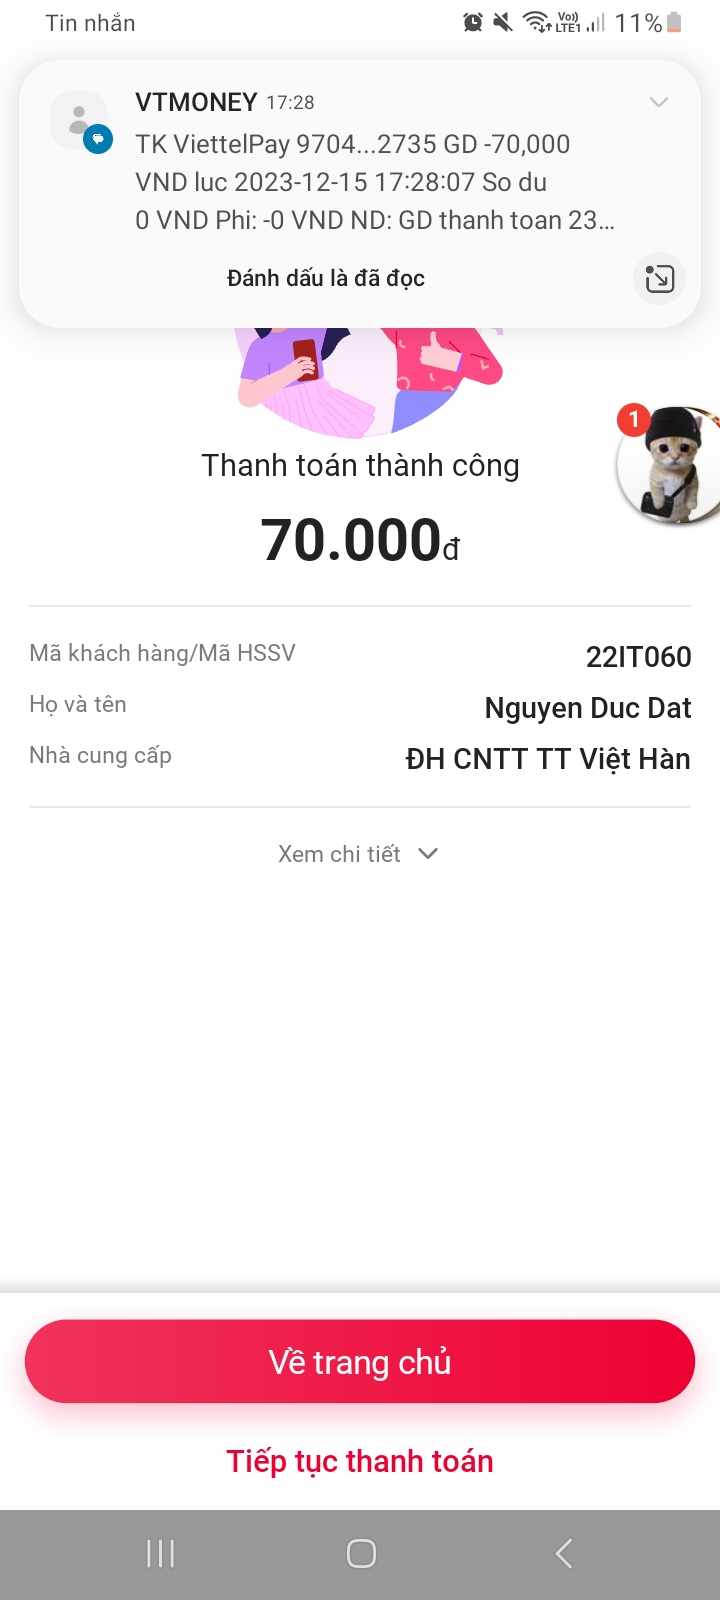 Tin nhắn
Vo)) LTE1 11%
VTMONEY 17:28
TK ViettelPay 9704...2735 GD -70,000
VND luc 2023-12-15 17:28:07 So du
0 VND Phi: -0 VND ND: GD thanh toan 23...
Đánh dấu là đã đọc
1
Thanh toán thành công
70.000đ
Mã khách hàng/Mã HSSV 22IT060
Họ và tên Nguyen Duc Dat
Nhà cung cấp ĐH CNTT TT Việt Hàn
Xem chi tiết
Về trang chủ
Tiếp tục thanh toán